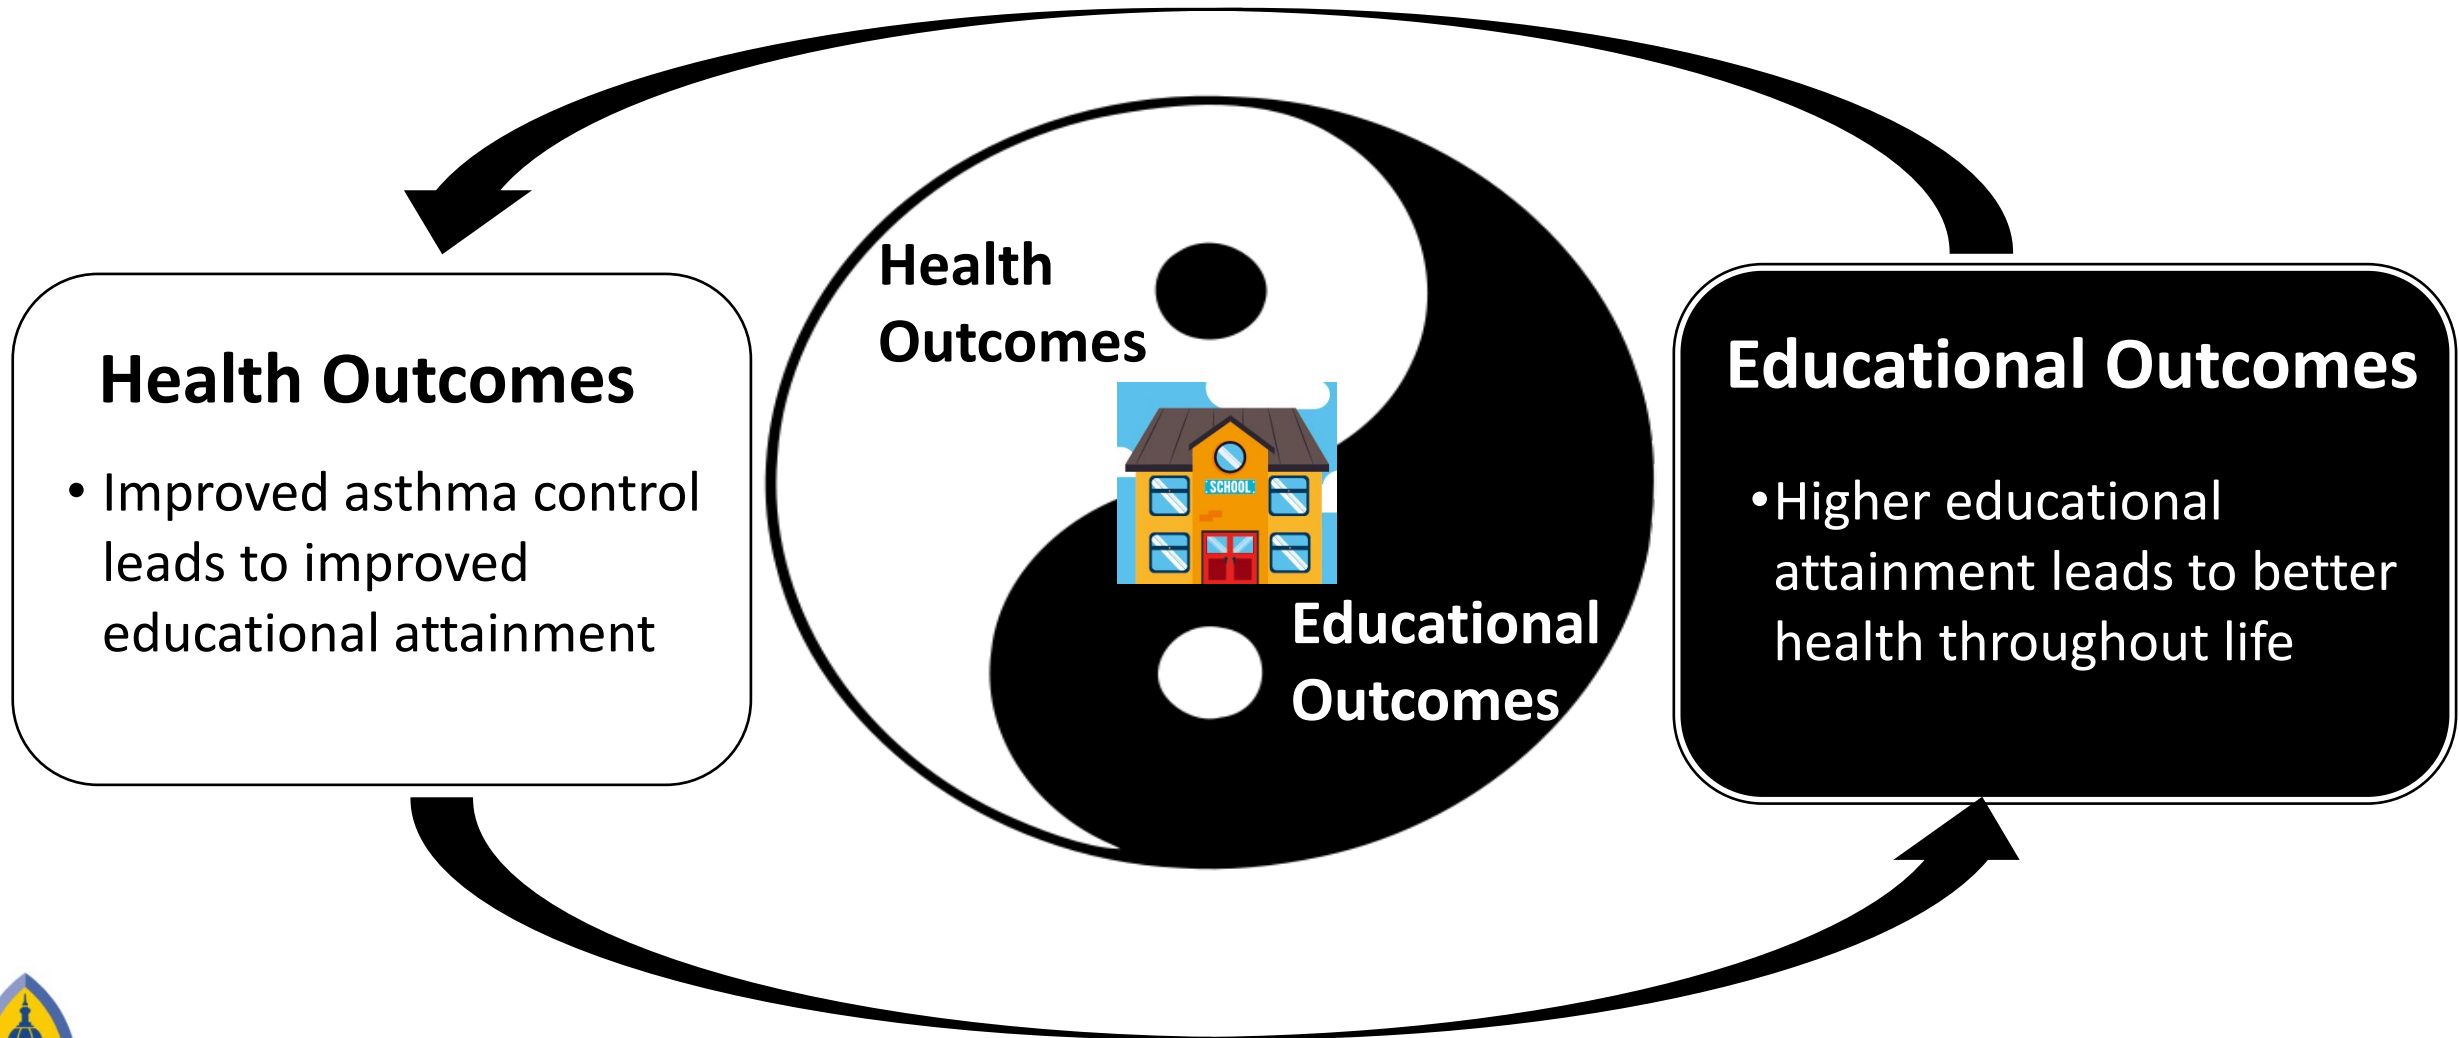 Health
Outcomes
Health Outcomes
• Improved asthma control
leads to improved
educational attainment
SCHOOL
Educational
Outcomes
Educational Outcomes
•Higher educational
attainment leads to better
health throughout life